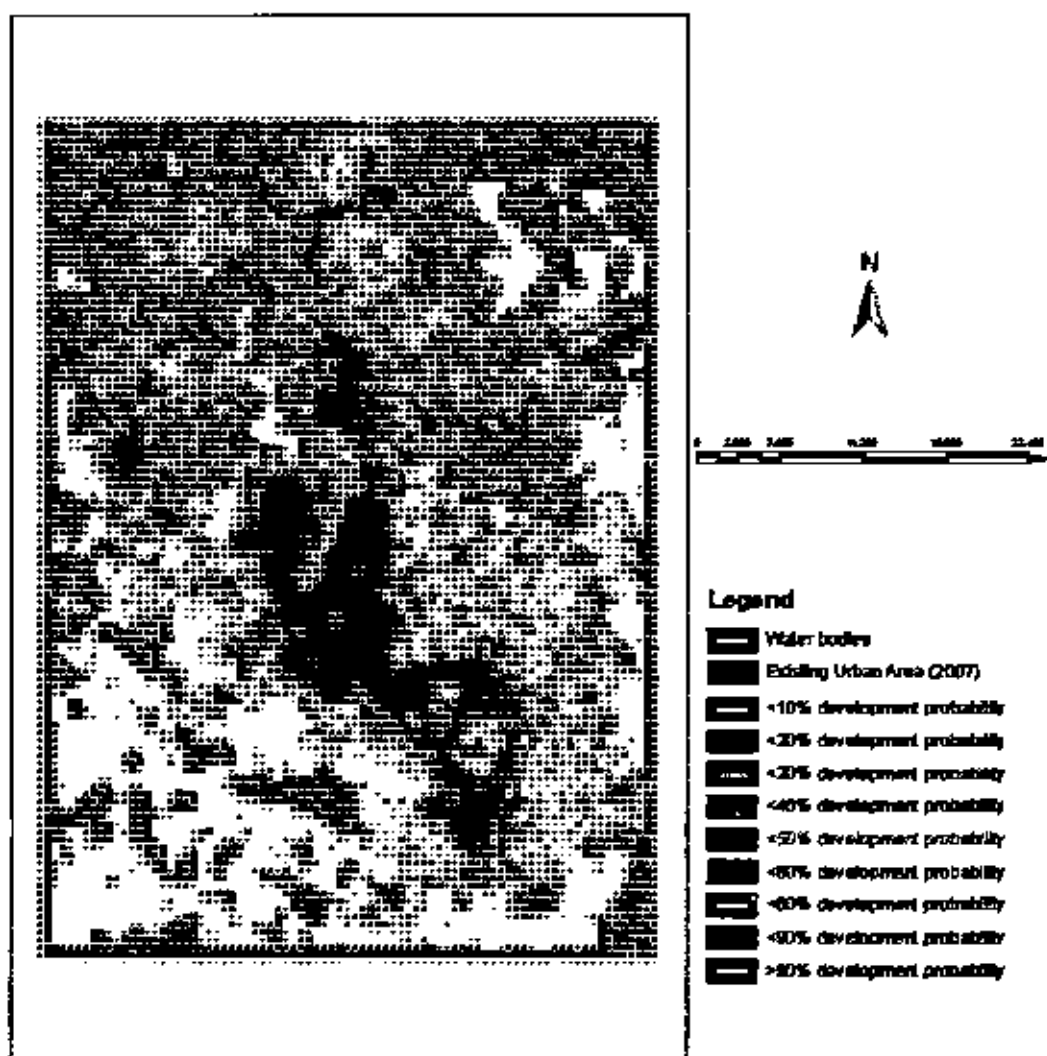 N
0
Legend
Water bodies
Existing Urban Area (2007)
<10% development probability
<20% development probability
<30% development probability
<40% development probability
<50% development probability
<60% development probability
development probability
<90% development probability
>90% development probability